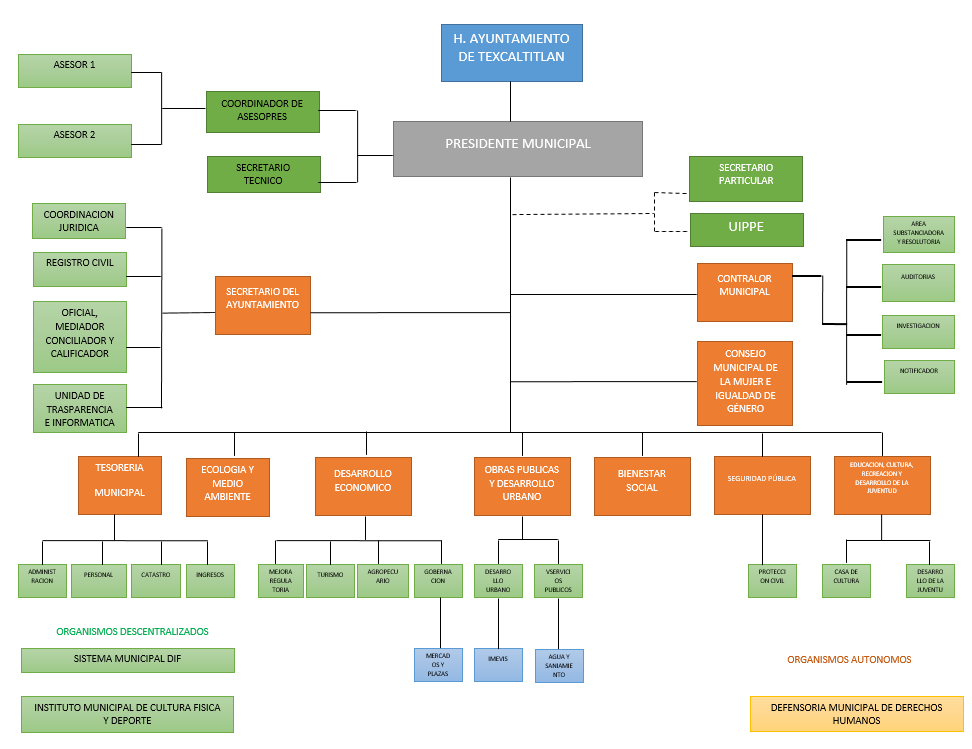 H. AYUNTAMIENTO
DE TEXCALTITLAN
PRESIDENTE MUNICIPAL
ASESOR 1
ASESOR 2
COORDINADOR DE
ASESOPRES
SECRETARIO
TECNICO
SECRETARIO
PARTICULAR
UIPPE
COORDINACION
JURIDICA
REGISTRO CIVIL
OFICIAL,
MEDIADOR
CONCILIADOR Y
CALIFICADOR
UNIDAD DE
TRASPARENCIA
E INFORMATICA
SECRETARIO DEL
AYUNTAMIENTO
CONTRALOR
MUNICIPAL
AREA
SUBSTANCIADORA
Y RESOLUTORIA
AUDITORIAS
INVESTIGACION
NOTIFICADOR
CONSEJO
MUNICIPAL DE
LA MUJER E
IGUALDAD DE
GÉNERO
TESORERIA
MUNICIPAL
ECOLOGIA Y
MEDIO
AMBIENTE
DESARROLLO
ECONOMICO
OBRAS PUBLICAS
Y DESARROLLO
URBANO
BIENESTAR
SOCIAL
SEGURIDAD PÚBLICA
EDUCACION, CULTURA,
RECREACION Y
DESARROLLO DE LA
JUVENTUD
ADMINIST
RACION
PERSONAL
CATASTRO
INGRESOS
MEJORA
REGULA
TORIA
TURISMO
AGROPECU
ARIO
GOBERNA
CION
DESARRO
LLO
URBANO
VSERVICI
OS
PUBLICOS
PROTECCI
ON CIVIL
CASA DE
CULTURA
DESARRO
LLO DE LA
JUVENTU
MERCAD
OS Y
PLAZAS
IMEVIS
AGUA Y
SANIAMIE
NTO
ORGANISMOS DESCENTRALIZADOS
SISTEMA MUNICIPAL DIF
INSTITUTO MUNICIPAL DE CULTURA FISICA
Y DEPORTE
ORGANISMOS AUTONOMOS
DEFENSORIA MUNICIPAL DE DERECHOS
HUMANOS